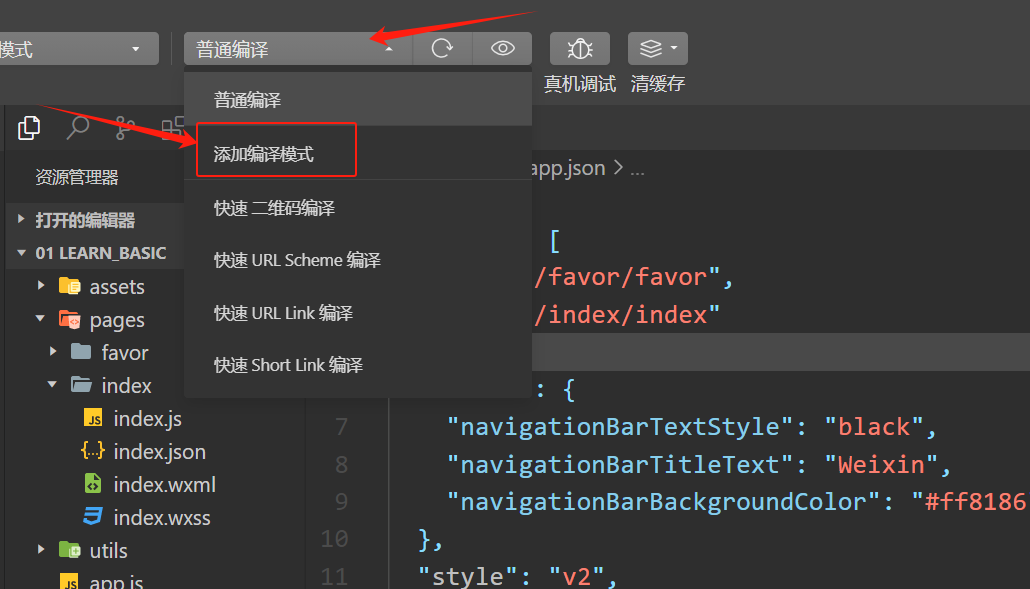 模式
普通编译
真机调试 清缓存
普通编译
添加编译模式
快速 二维码编译
快速 URL Scheme 编译
快速 URL Link 编译
快速 Short Link 编译
资源管理器
打开的编辑器
01 LEARN_BASIC
assets
pages
favor
index
index.js
index.json
index.wxml
index.wxss
utils
app.js
app.json > ...
[
/favor/favor",
/index/index"
: {
7 "navigationBarTextStyle": "black",
8 "navigationBarTitleText": "Weixin",
9 "navigationBarBackgroundColor": "#ff8186
10 },
11 "style": "v2",